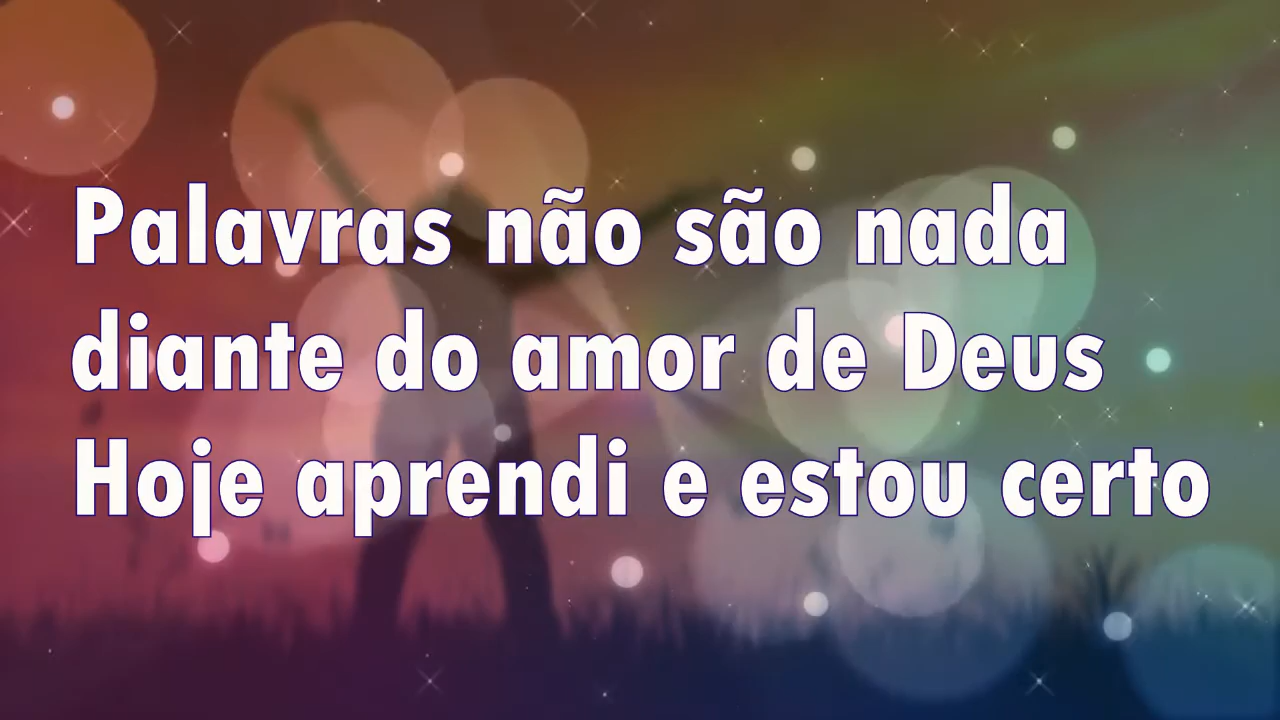 Palavras não são nada
diante do amor de Deus
Hoje aprendi e estou certo